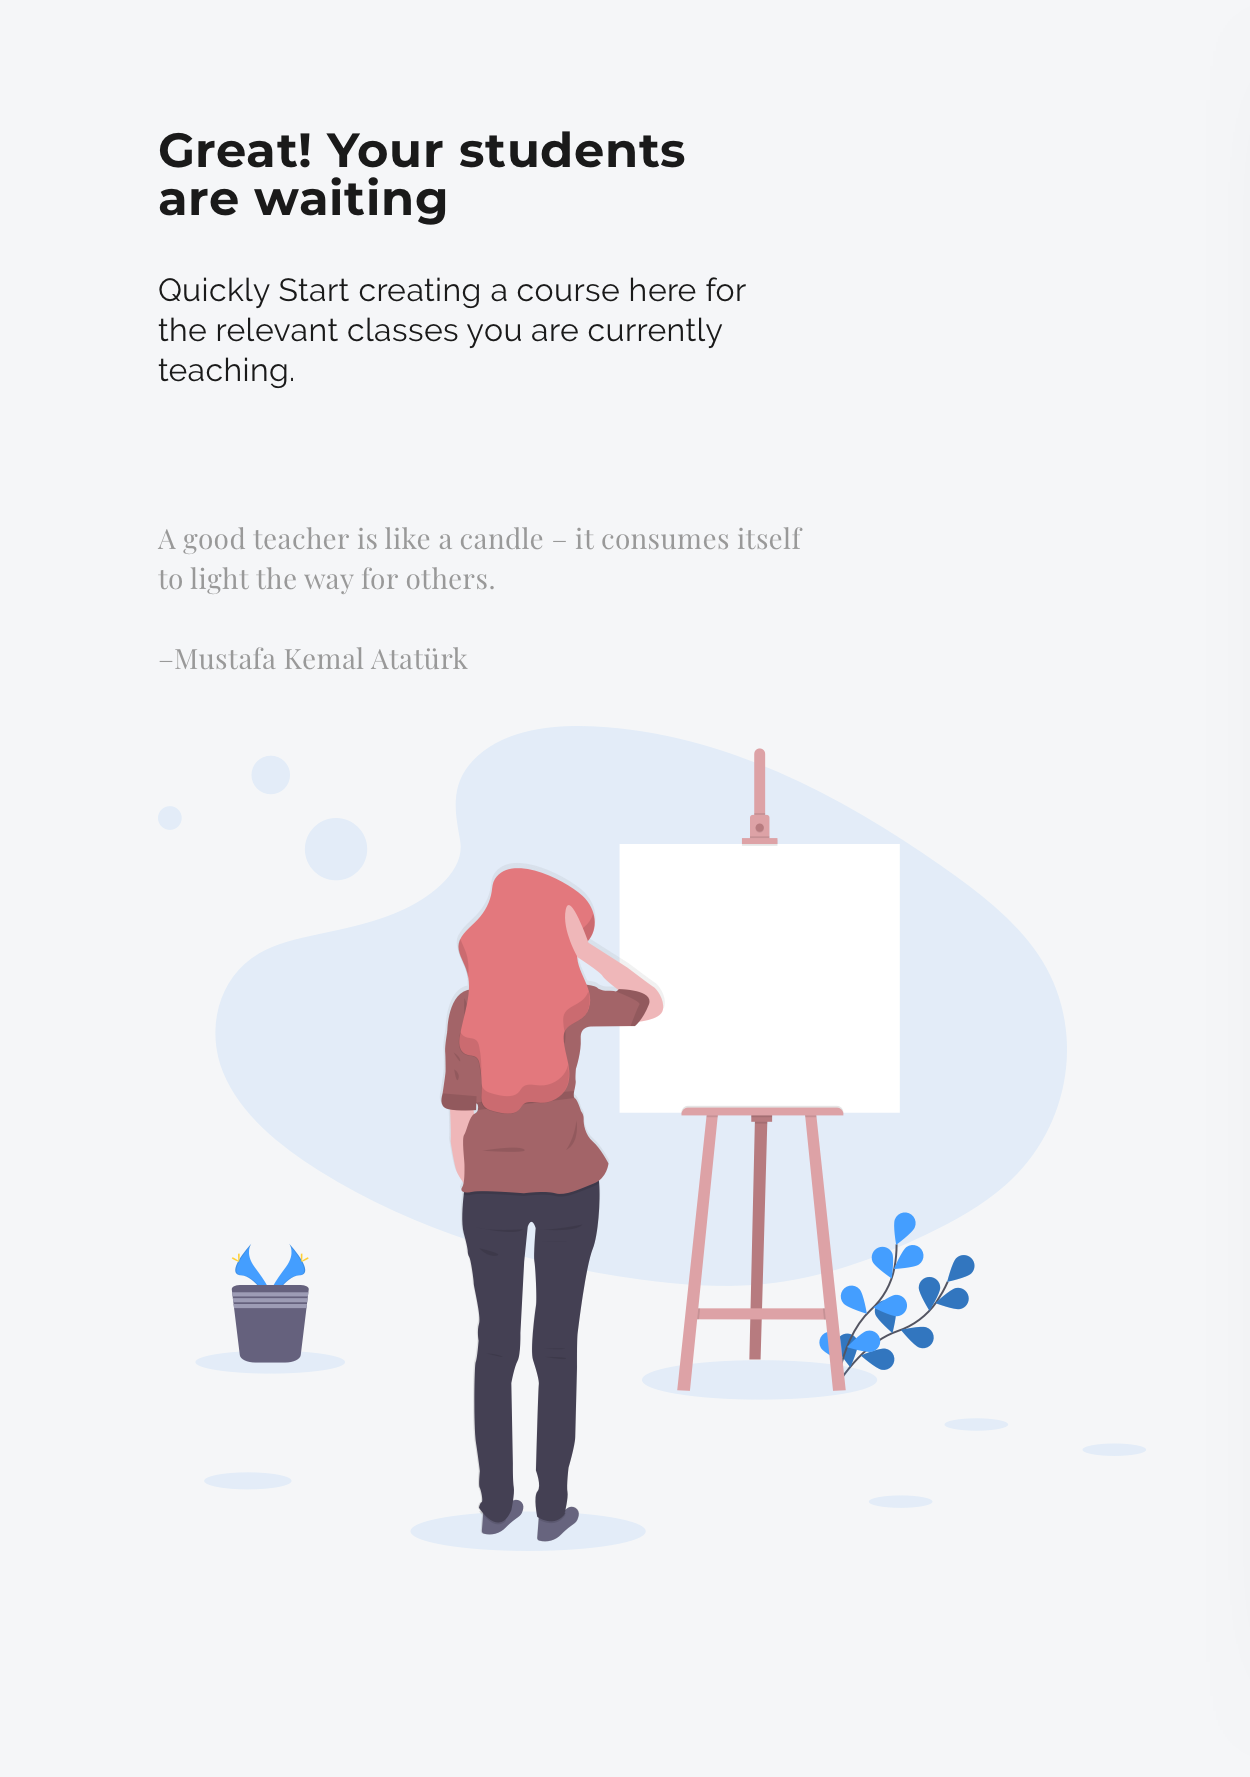 Great! Your students
are waiting
Quickly Start creating a course here for
the relevant classes you are currently
teaching.
A good teacher is like a candle – it consumes itself
to light the way for others.
–Mustafa Kemal Atatürk